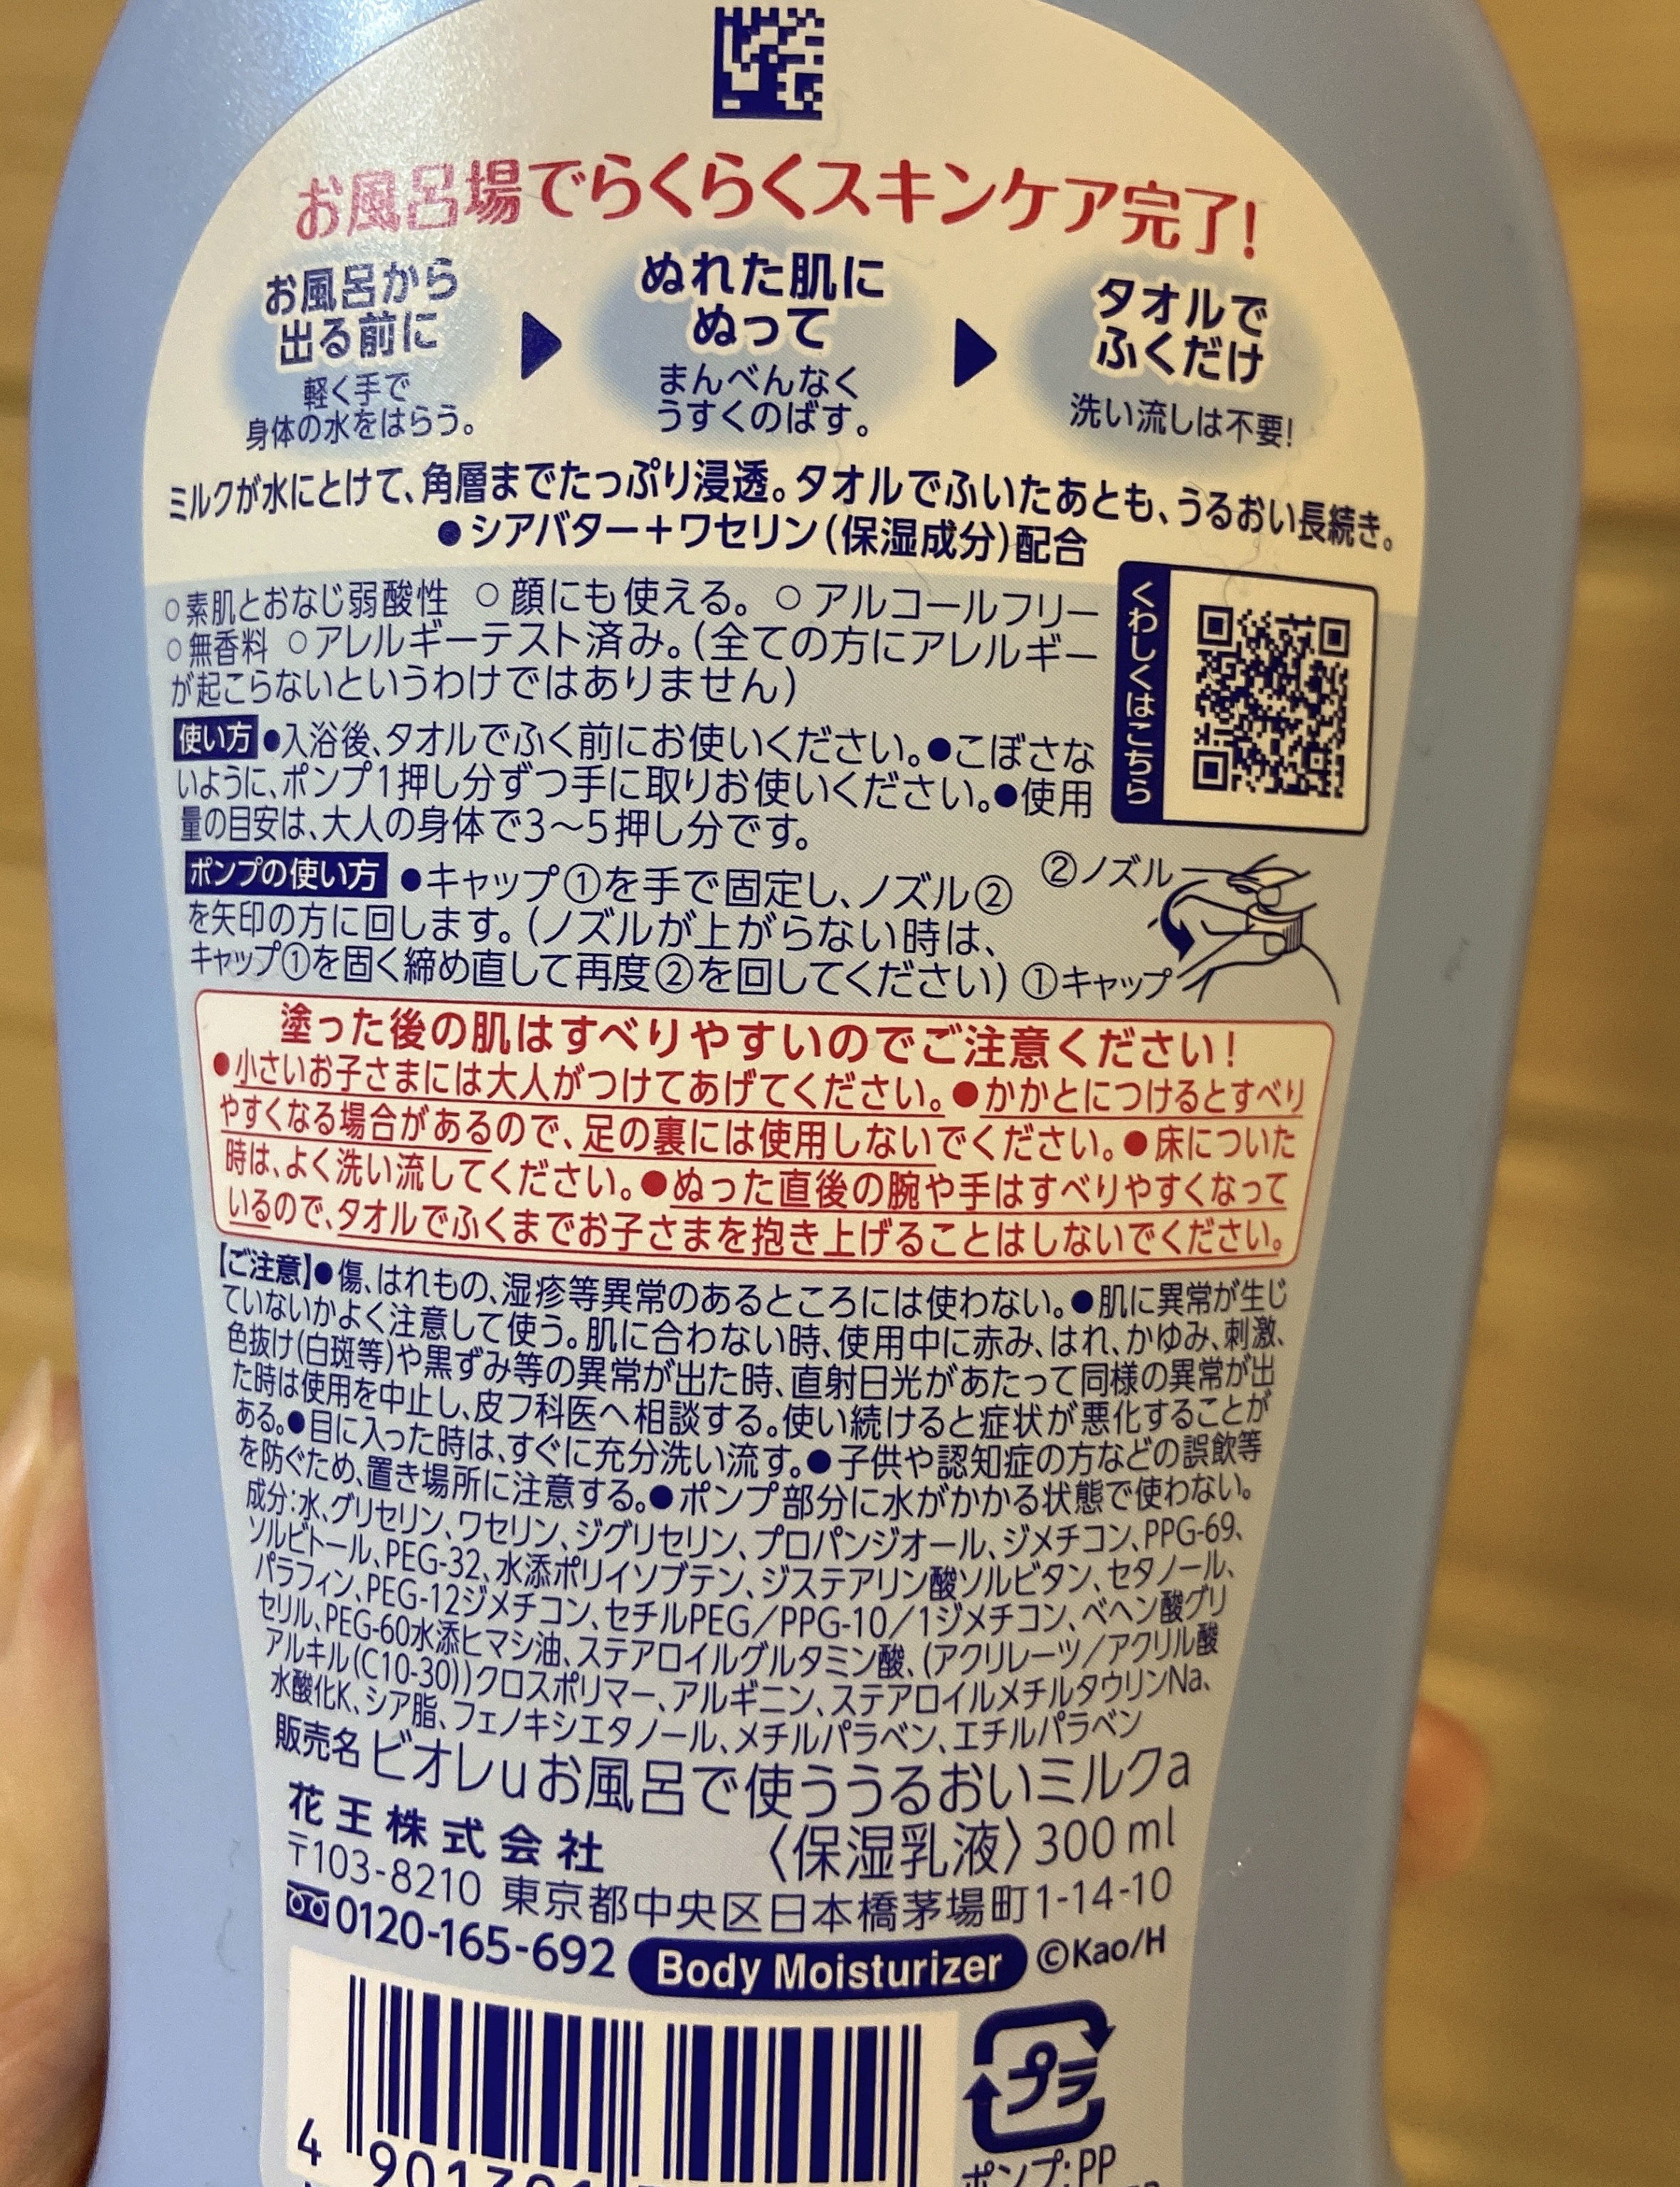 お風呂場でらくらくスキンケア完了!
お風呂から
出る前に
軽く手で
身体の水をはらう。
ぬれた肌に
ぬって
まんべんなく
うすくのばす。
タオルで
ふくだけ
洗い流しは不要!
ミルクが水にとけて、角層までたっぷり浸透。タオルでふいたあとも、うるおい長続き。
●シアバター+ワセリン(保湿成分)配合
○素肌とおなじ弱酸性 ○顔にも使える。 ○アルコールフリー
○無香料 ○アレルギーテスト済み。(全ての方にアレルギー
が起こらないというわけではありません)
くわしくはこちら
使い方 ●入浴後、タオルでふく前にお使いください。●こぼさな
いように、ポンプ1押し分ずつ手に取りお使いください。●使用
量の目安は、大人の身体で3〜5押し分です。
ポンプの使い方 ●キャップ①を手で固定し、ノズル②
を矢印の方に回します。(ノズルが上がらない時は、
キャップ①を固く締め直して再度②を回してください)
②ノズル
①キャップ
塗った後の肌はすべりやすいのでご注意ください!
●小さいお子さまには大人がつけてあげてください。●かかとにつけるとすべり
やすくなる場合があるので、足の裏には使用しないでください。●床についた
時は、よく洗い流してください。●ぬった直後の腕や手はすべりやすくなって
いるので、タオルでふくまでお子さまを抱き上げることはしないでください。
【ご注意】●傷、はれもの、湿疹等異常のあるところには使わない。●肌に異常が生じ
ていないかよく注意して使う。肌に合わない時、使用中に赤み、はれ、かゆみ、刺激、
色抜け(白斑等)や黒ずみ等の異常が出た時、直射日光があたって同様の異常が出
た時は使用を中止し、皮フ科医へ相談する。使い続けると症状が悪化することが
ある。●目に入った時は、すぐに充分洗い流す。●子供や認知症の方などの誤飲等
を防ぐため、置き場所に注意する。●ポンプ部分に水がかかる状態で使わない。
成分:水、グリセリン、ワセリン、ジグリセリン、プロパンジオール、ジメチコン、PPG-69、
ソルビトール、PEG-32、水添ポリイソブテン、ジステアリン酸ソルビタン、セタノール、
パラフィン、PEG-12ジメチコン、セチルPEG/PPG-10/1ジメチコン、ベヘン酸グリ
セリル、PEG-60水添ヒマシ油、ステアロイルグルタミン酸、(アクリレーツ/アクリル酸
アルキル(C10-30))クロスポリマー、アルギニン、ステアロイルメチルタウリンNa、
水酸化K、シア脂、フェノキシエタノール、メチルパラベン、エチルパラベン
販売名 ビオレuお風呂で使ううるおいミルクa
花王株式会社 〈保湿乳液〉300ml
〒103-8210 東京都中央区日本橋茅場町1-14-10
0120-165-692 Body Moisturizer ©Kao/H
プラ
ポンプ:PP
4 901301